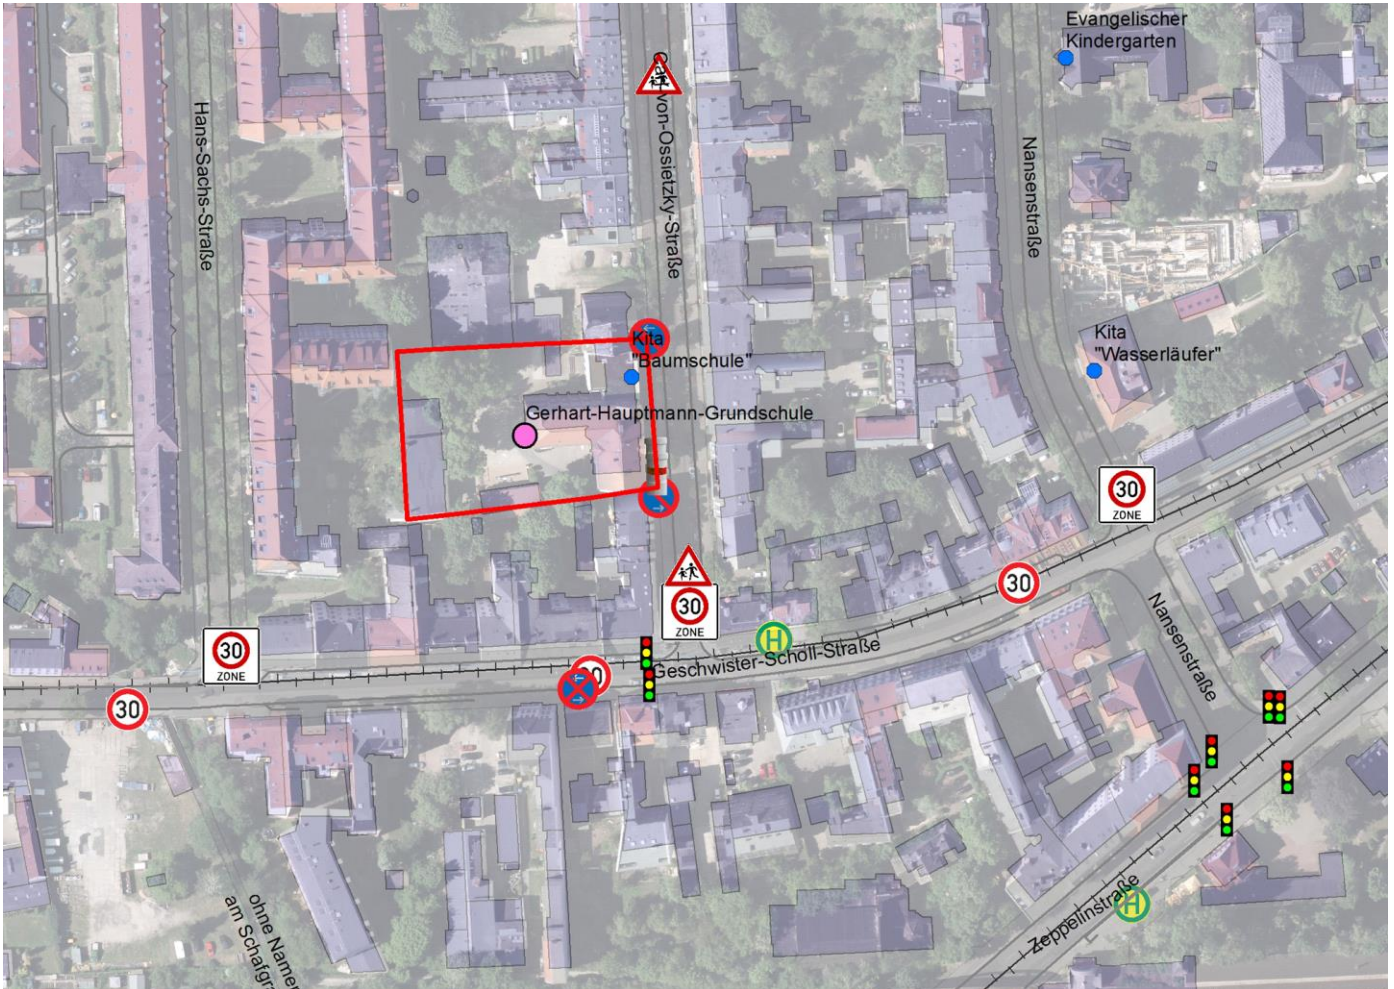 Evangelischer
Kindergarten
Hans-Sachs-Straße
von-Ossietzky-Straße
Nansenstraße
Kita
"Baumschule"
Kita
"Wasserläufer"
Gerhart-Hauptmann-Grundschule
30
ZONE
30
30
ZONE
30
ZONE
H
Geschwister-Scholl-Straße
30
Nansenstraße
ohne Namen
am Schafgra
Zeppelinstraße
H